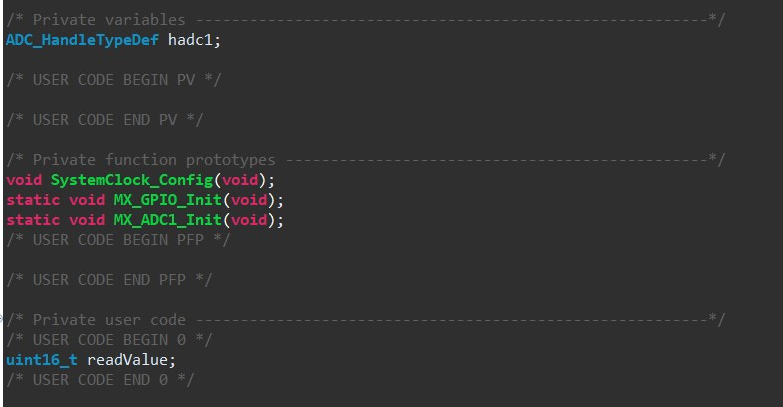 /* Private variables ---------------------------------------------------------*/
ADC_HandleTypeDef hadc1;
/* USER CODE BEGIN PV */
/* USER CODE END PV */
/* Private function prototypes -----------------------------------------------*/
void SystemClock_Config(void);
static void MX_GPIO_Init(void);
static void MX_ADC1_Init(void);
/* USER CODE BEGIN PFP */
/* USER CODE END PFP */
/* Private user code ---------------------------------------------------------*/
/* USER CODE BEGIN 0 */
uint16_t readValue;
/* USER CODE END 0 */